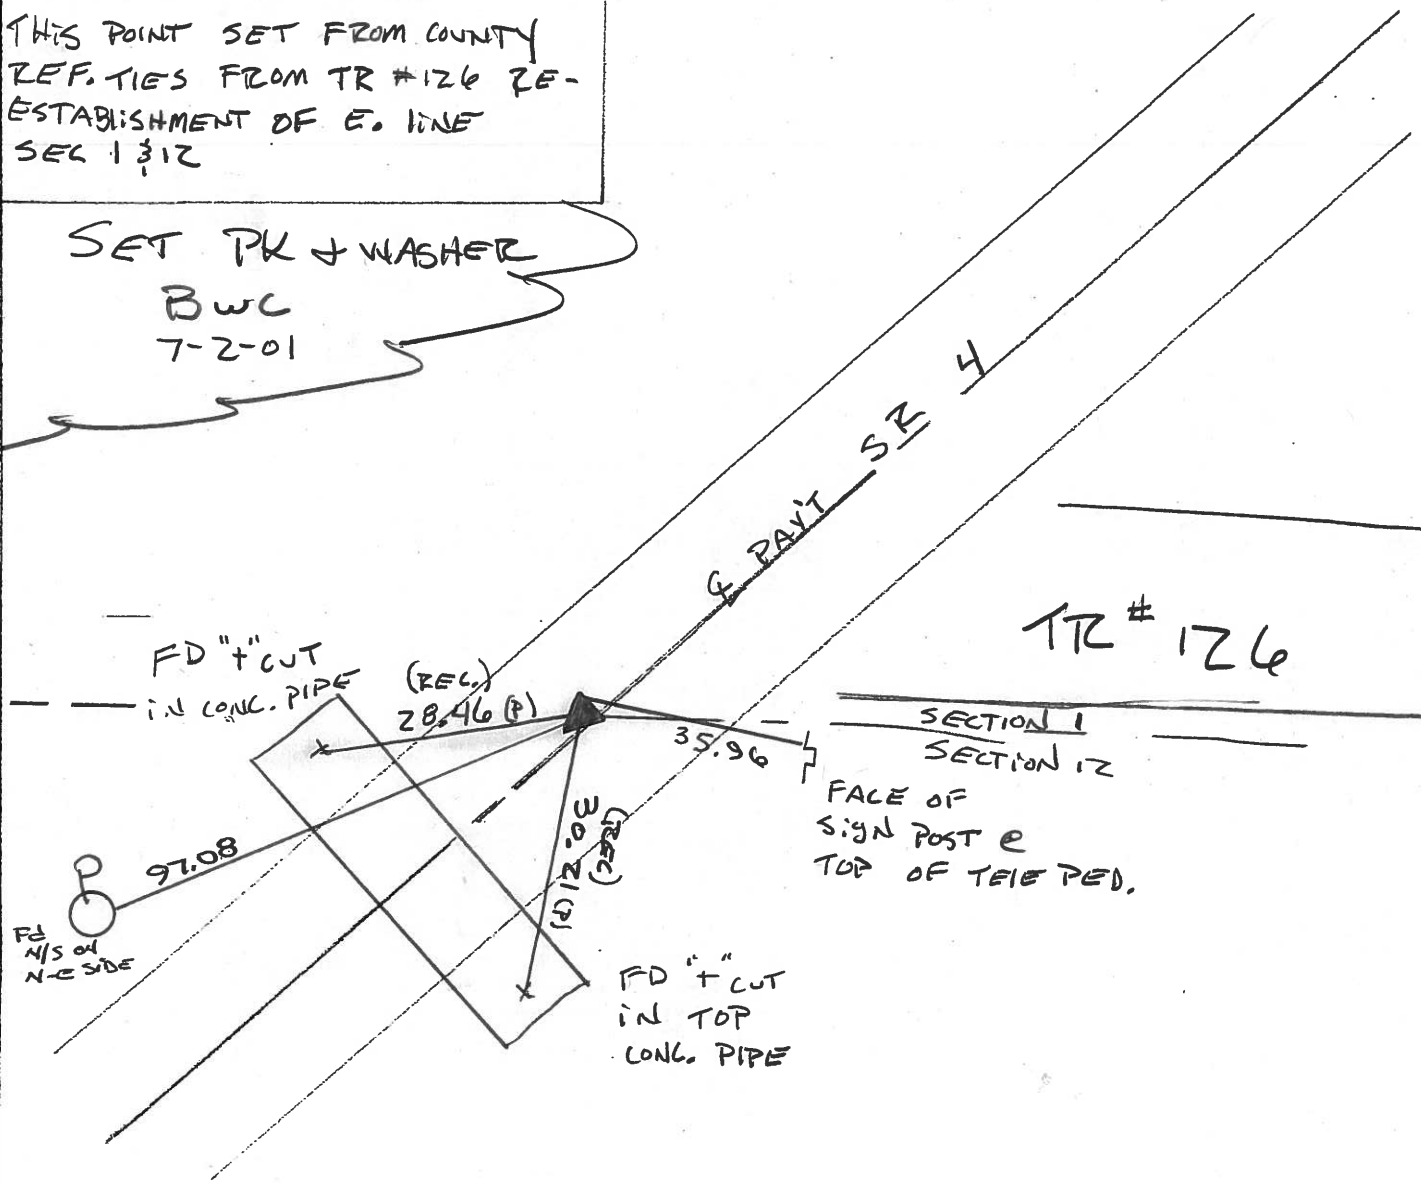 THIS POINT SET FROM COUNTY
REF. TIES FROM TR #126 RE-
ESTABLISHMENT OF E. LINE
SEC 1 & 12
SET PK & WASHER
BWC
7-2-01
SR 4
℄ PAV'T
TR # 126
FD "+" CUT
IN CONC. PIPE
(REC.)
28.46 (P)
35.96
SECTION 1
SECTION 12
FACE OF
SIGN POST @
TOP OF TELE PED.
30.21 (P)
(REC)
97.08
P
Fd
N/S ON
N-E SIDE
FD "+" CUT
IN TOP
CONC. PIPE